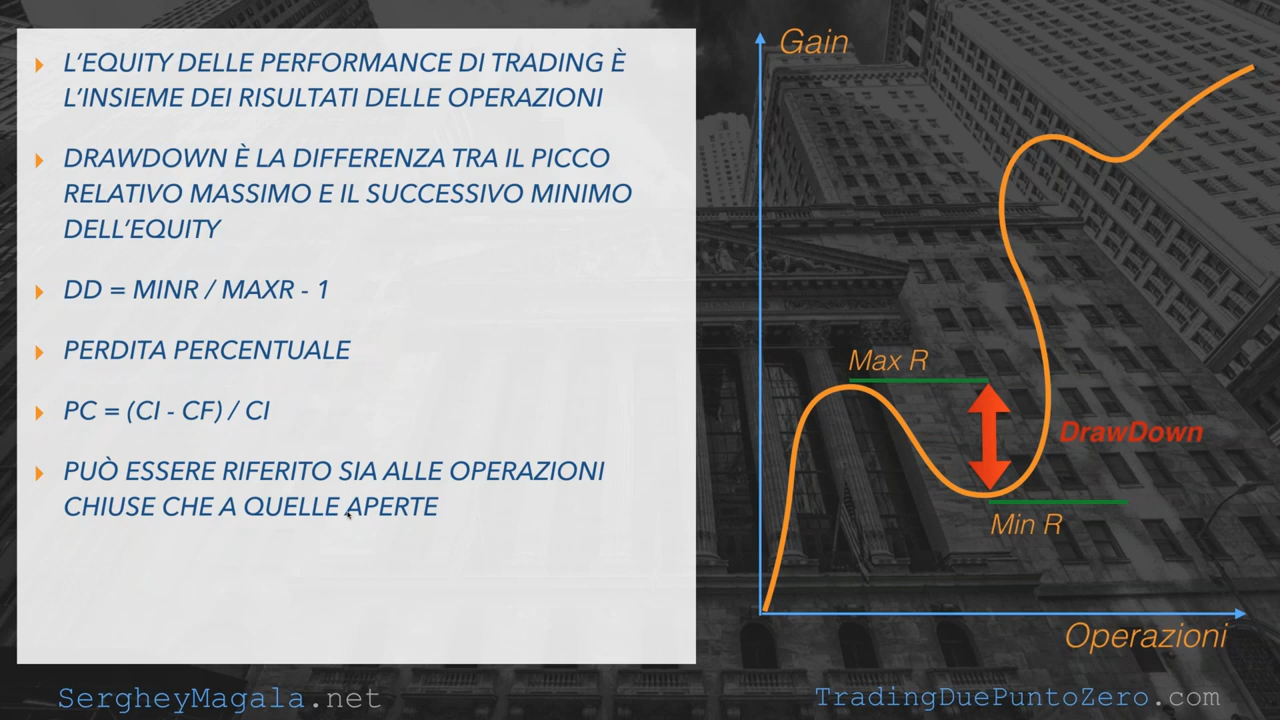 L'EQUITY DELLE PERFORMANCE DI TRADING È
L'INSIEME DEI RISULTATI DELLE OPERAZIONI
DRAWDOWN È LA DIFFERENZA TRA IL PICCO
RELATIVO MASSIMO E IL SUCCESSIVO MINIMO
DELL'EQUITY
DD = MINR / MAXR - 1
PERDITA PERCENTUALE
PC = (CI - CF) / CI
PUÒ ESSERE RIFERITO SIA ALLE OPERAZIONI
CHIUSE CHE A QUELLE APERTE
Gain
Max R
DrawDown
Min R
Operazioni
SergheyMagala.net
TradingDuePuntoZero.com